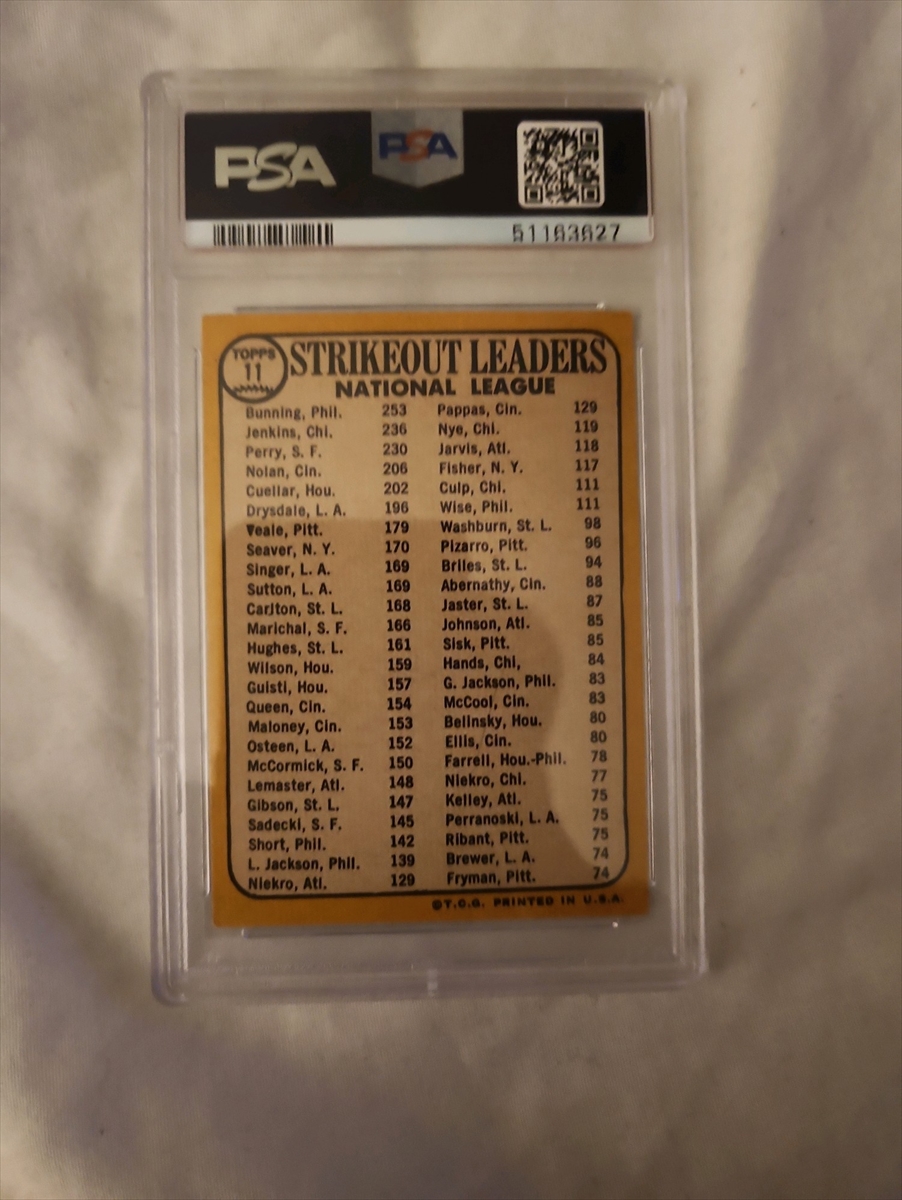 PSA
PSA
51163627
TOPPS
11
STRIKEOUT LEADERS
NATIONAL LEAGUE
Bunning, Phil. 253
Jenkins, Chi. 236
Perry, S. F. 230
Nolan, Cin. 206
Cuellar, Hou. 202
Drysdale, L. A. 196
Veale, Pitt. 179
Seaver, N. Y. 170
Singer, L. A. 169
Sutton, L. A. 169
Carlton, St. L. 168
Marichal, S. F. 166
Hughes, St. L. 161
Wilson, Hou. 159
Guisti, Hou. 157
Queen, Cin. 154
Maloney, Cin. 153
Osteen, L. A. 152
McCormick, S. F. 150
Lemaster, Atl. 148
Gibson, St. L. 147
Sadecki, S. F. 145
Short, Phil. 142
L. Jackson, Phil. 139
Niekro, Atl. 129
Pappas, Cin. 129
Nye, Chi. 119
Jarvis, Atl. 118
Fisher, N. Y. 117
Culp, Chi. 111
Wise, Phil. 111
Washburn, St. L. 98
Pizarro, Pitt. 96
Briles, St. L. 94
Abernathy, Cin. 88
Jaster, St. L. 87
Johnson, Atl. 85
Sisk, Pitt. 85
Hands, Chi, 84
G. Jackson, Phil. 83
McCool, Cin. 83
Belinsky, Hou. 80
Ellis, Cin. 80
Farrell, Hou.-Phil. 78
Niekro, Chi. 77
Kelley, Atl. 75
Perranoski, L. A. 75
Ribant, Pitt. 75
Brewer, L. A. 74
Fryman, Pitt. 74
©T.C.G. PRINTED IN U.S.A.